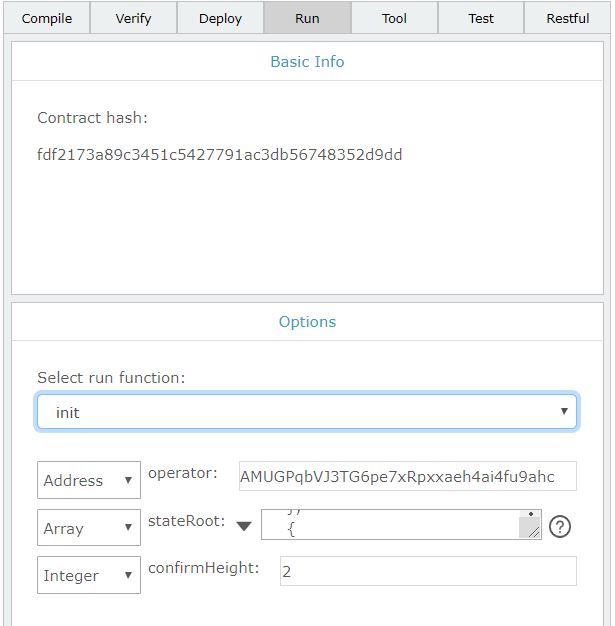 Compile Verify Deploy Run Tool Test Restful
Basic Info
Contract hash:
fdf2173a89c3451c5427791ac3db56748352d9dd
Options
Select run function:
init
Address operator: AMUGPqbVJ3TG6pe7xRpxxaeh4ai4fu9ahc
Array stateRoot: {
Integer confirmHeight: 2